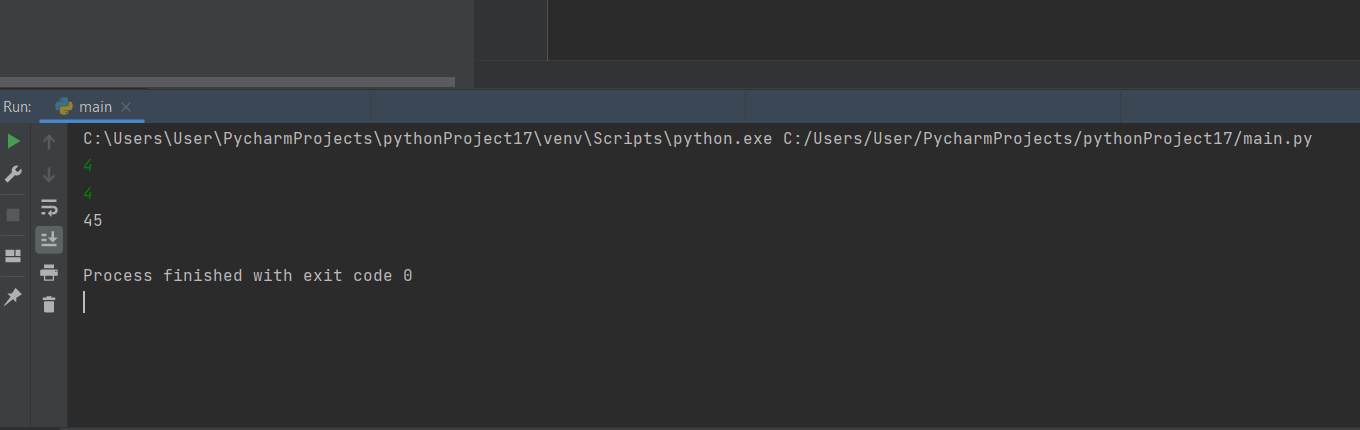 Run: main
C:\Users\User\PycharmProjects\pythonProject17\venv\Scripts\python.exe C:/Users/User/PycharmProjects/pythonProject17/main.py
4
4
45
Process finished with exit code 0